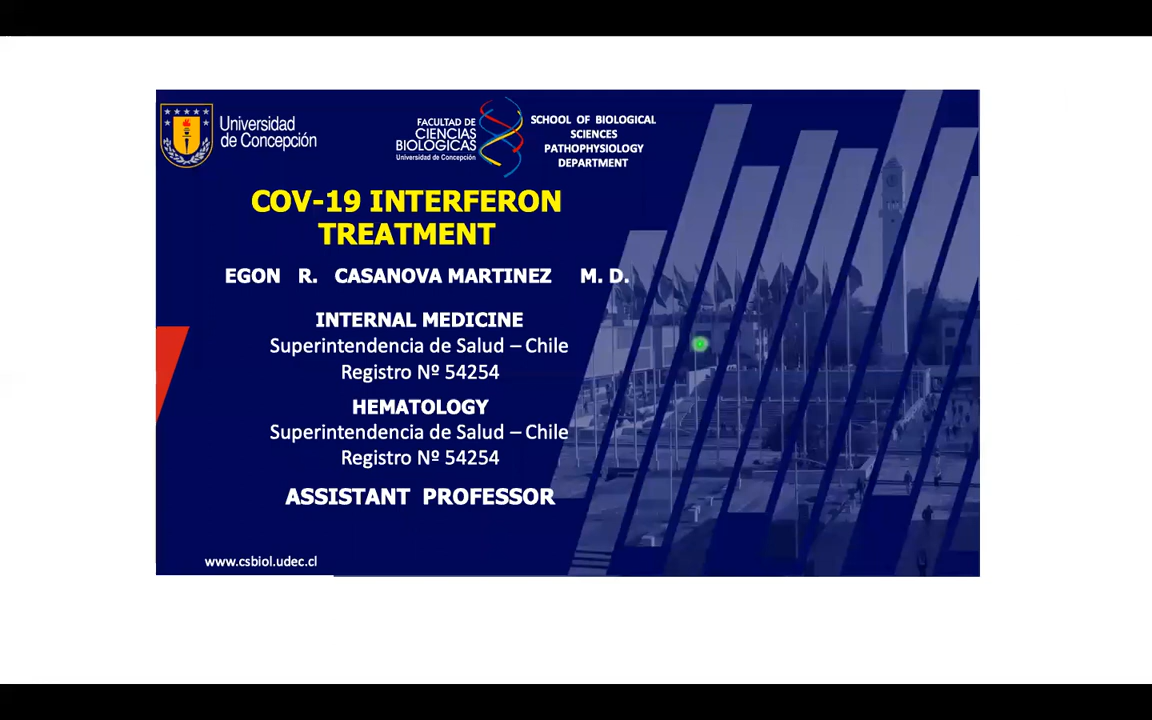 Universidad
de Concepción
FACULTAD DE
CIENCIAS
BIOLÓGICAS
Universidad de Concepción
SCHOOL OF BIOLOGICAL
SCIENCES
PATHOPHYSIOLOGY
DEPARTMENT
COV-19 INTERFERON
TREATMENT
EGON R. CASANOVA MARTINEZ M. D.
INTERNAL MEDICINE
Superintendencia de Salud – Chile
Registro Nº 54254
HEMATOLOGY
Superintendencia de Salud – Chile
Registro Nº 54254
ASSISTANT PROFESSOR
www.csbiol.udec.cl